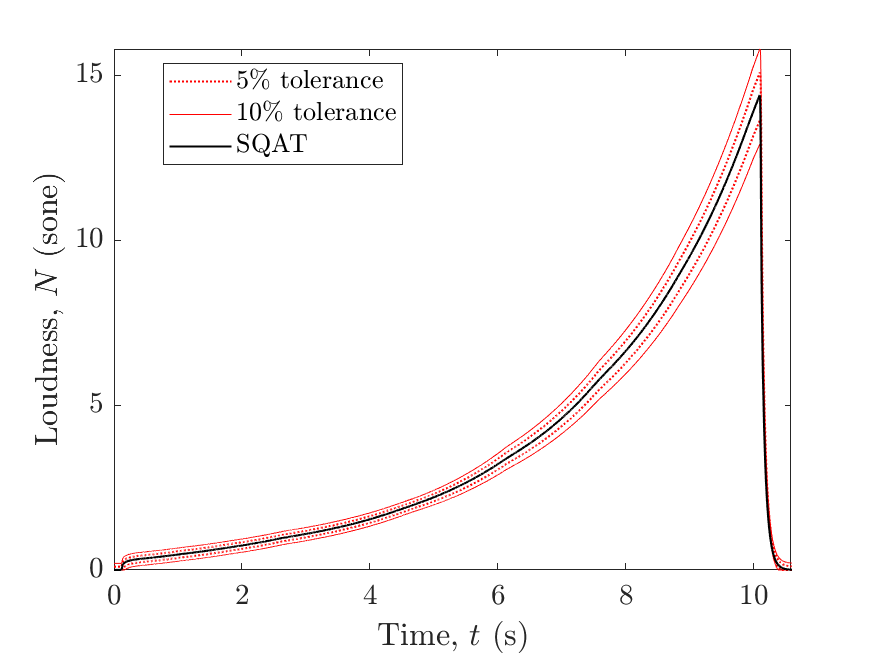 5% tolerance
10% tolerance
SQAT
15
10
5
0
Loudness, N (sone)
0 2 4 6 8 10
Time, t (s)